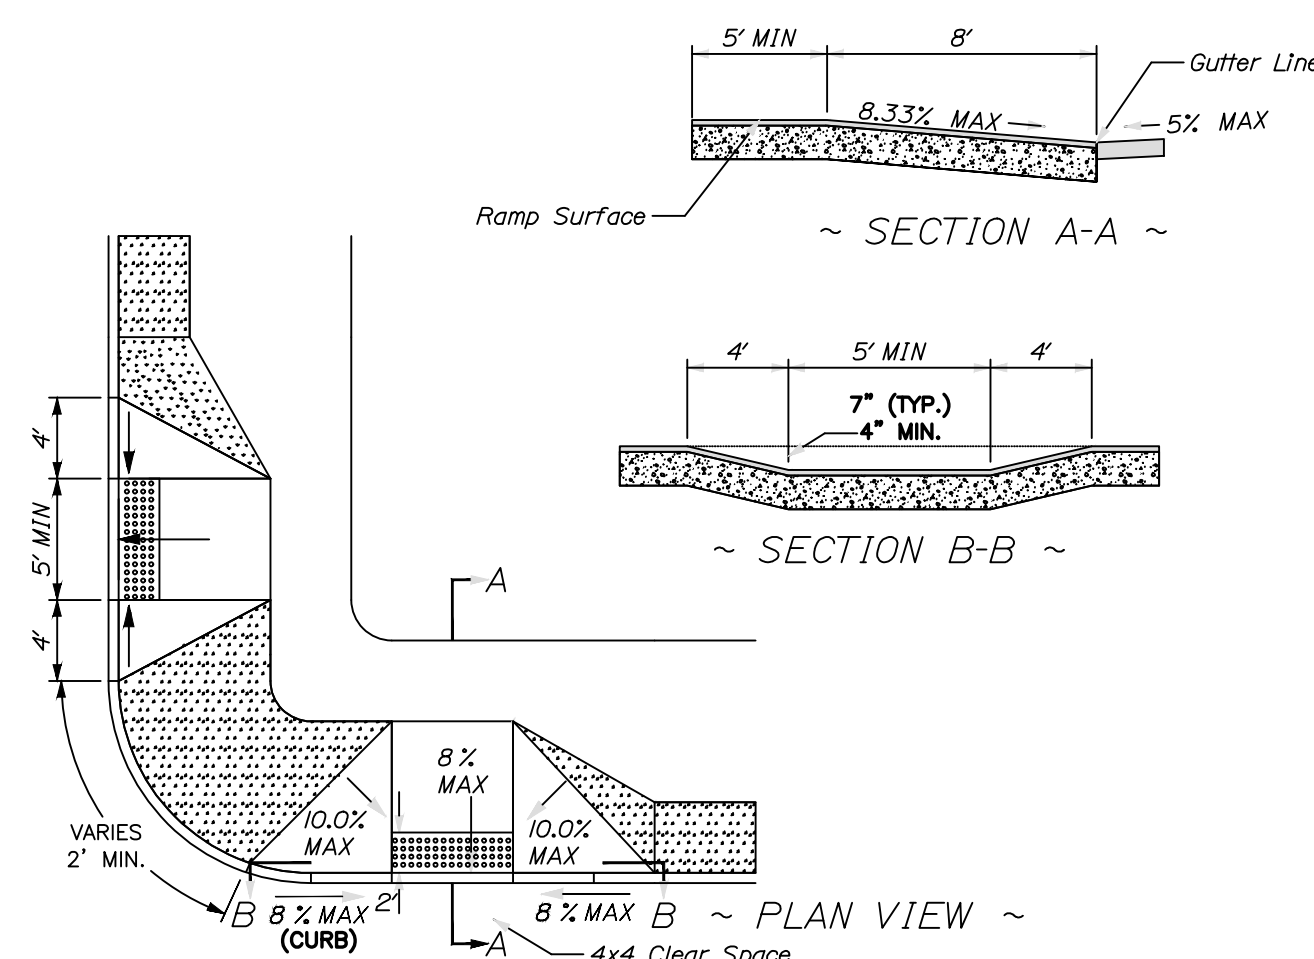 5' MIN
8'
Gutter Line
8.33% MAX
5% MAX
Ramp Surface
~ SECTION A-A ~
4'
5' MIN
4'
7" (TYP.)
4" MIN.
~ SECTION B-B ~
4'
5' MIN
4'
A
8 %
MAX
10.0%
MAX
10.0%
MAX
VARIES
2' MIN.
B
8 % MAX
(CURB)
2'
8 % MAX
B
~ PLAN VIEW ~
A
4x4 Clear Space